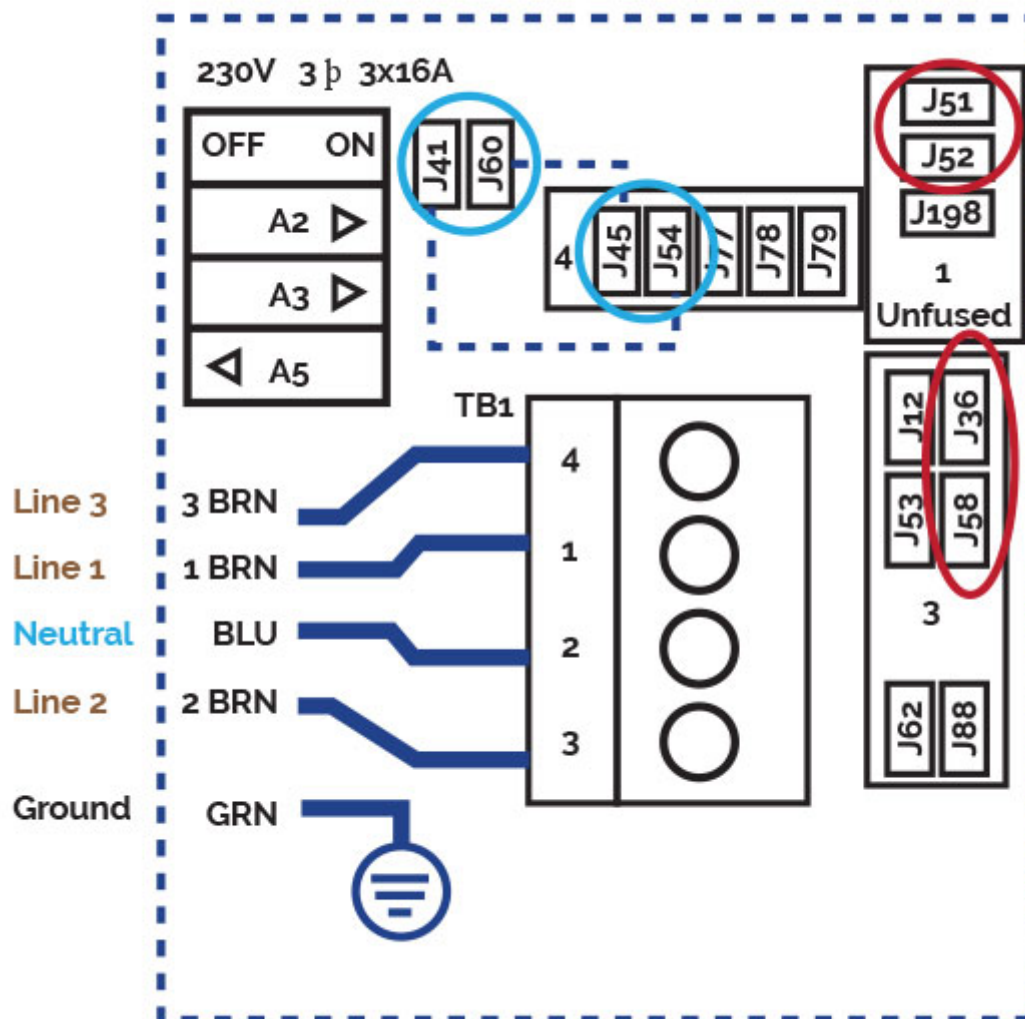 230V 3 þ 3x16A
OFF ON
A2
A3
A5
J41
J60
4
J45
J54
J77
J78
J79
J51
J52
J198
1
Unfused
J12
J36
J53
J58
3
J62
J88
TB1
4
1
2
3
Line 3 3 BRN
Line 1 1 BRN
Neutral BLU
Line 2 2 BRN
Ground GRN